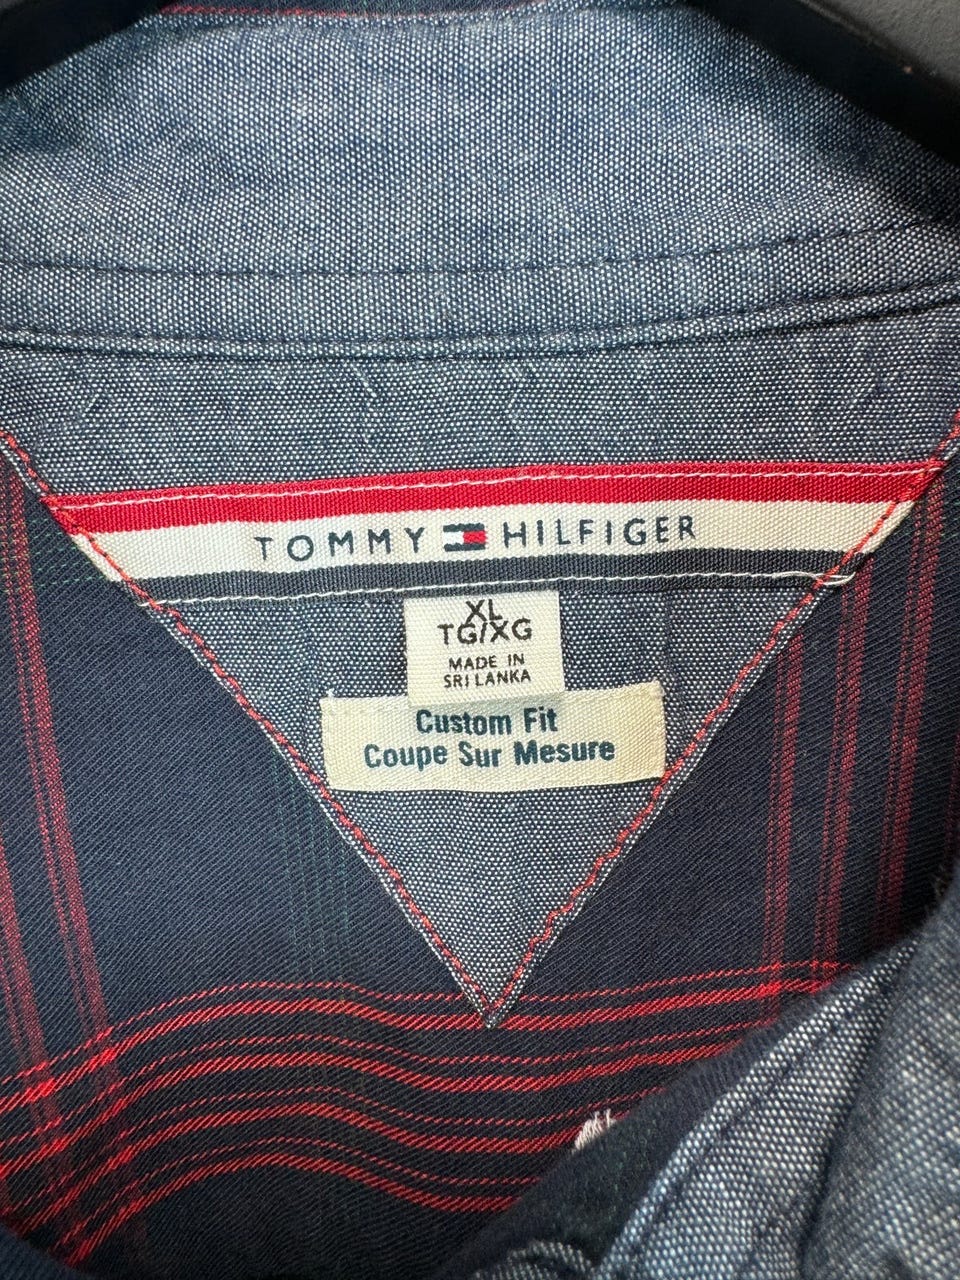 TOMMY HILFIGER
XL
TG/XG
MADE IN
SRI LANKA
Custom Fit
Coupe Sur Mesure